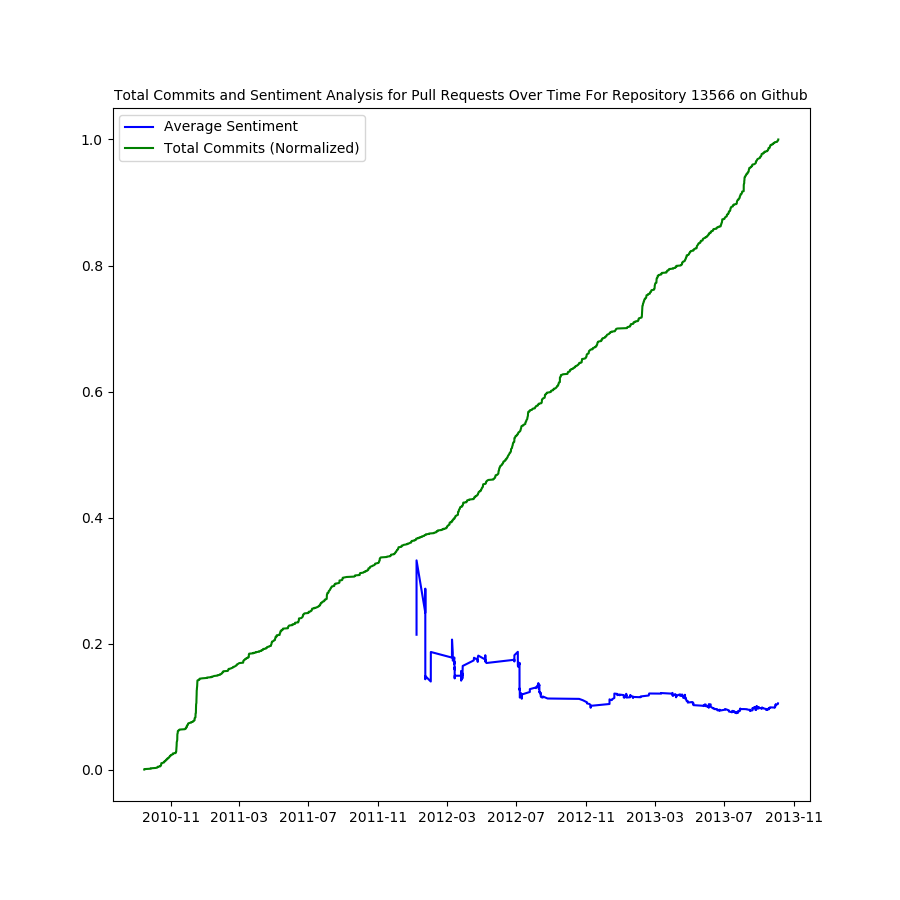 Total Commits and Sentiment Analysis for Pull Requests Over Time For Repository 13566 on Github
Average Sentiment
Total Commits (Normalized)
1.0
0.8
0.6
0.4
0.2
0.0
2010-11 2011-03 2011-07 2011-11 2012-03 2012-07 2012-11 2013-03 2013-07 2013-11